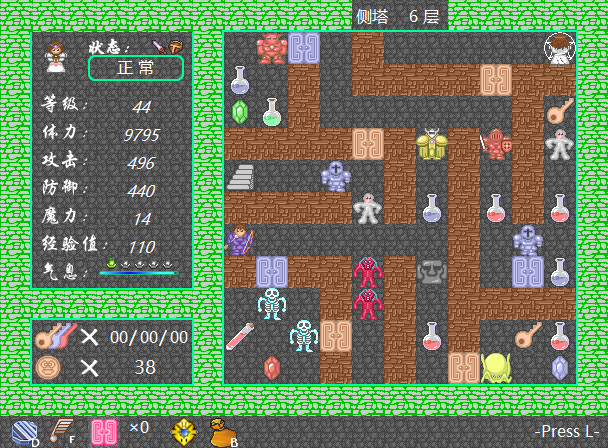 侧塔 6 层
状态:
正常
等级: 44
体力: 9795
攻击: 496
防御: 440
魔力: 14
经验值: 110
气息:
× 00/00/00
× 38
D
F
×0
B
-Press L-